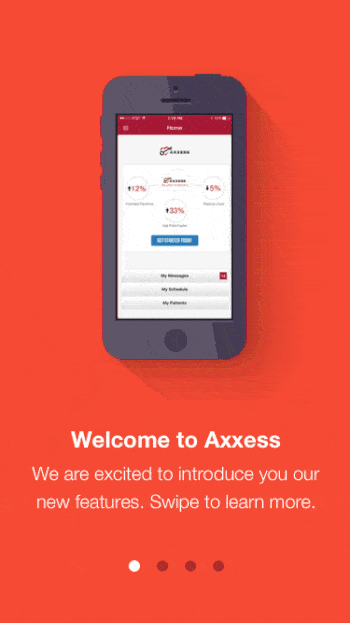 Home
AXXESS
12%
5%
33%
My Messages
My Schedule
My Patients
Welcome to Axxess
We are excited to introduce you our
new features. Swipe to learn more.